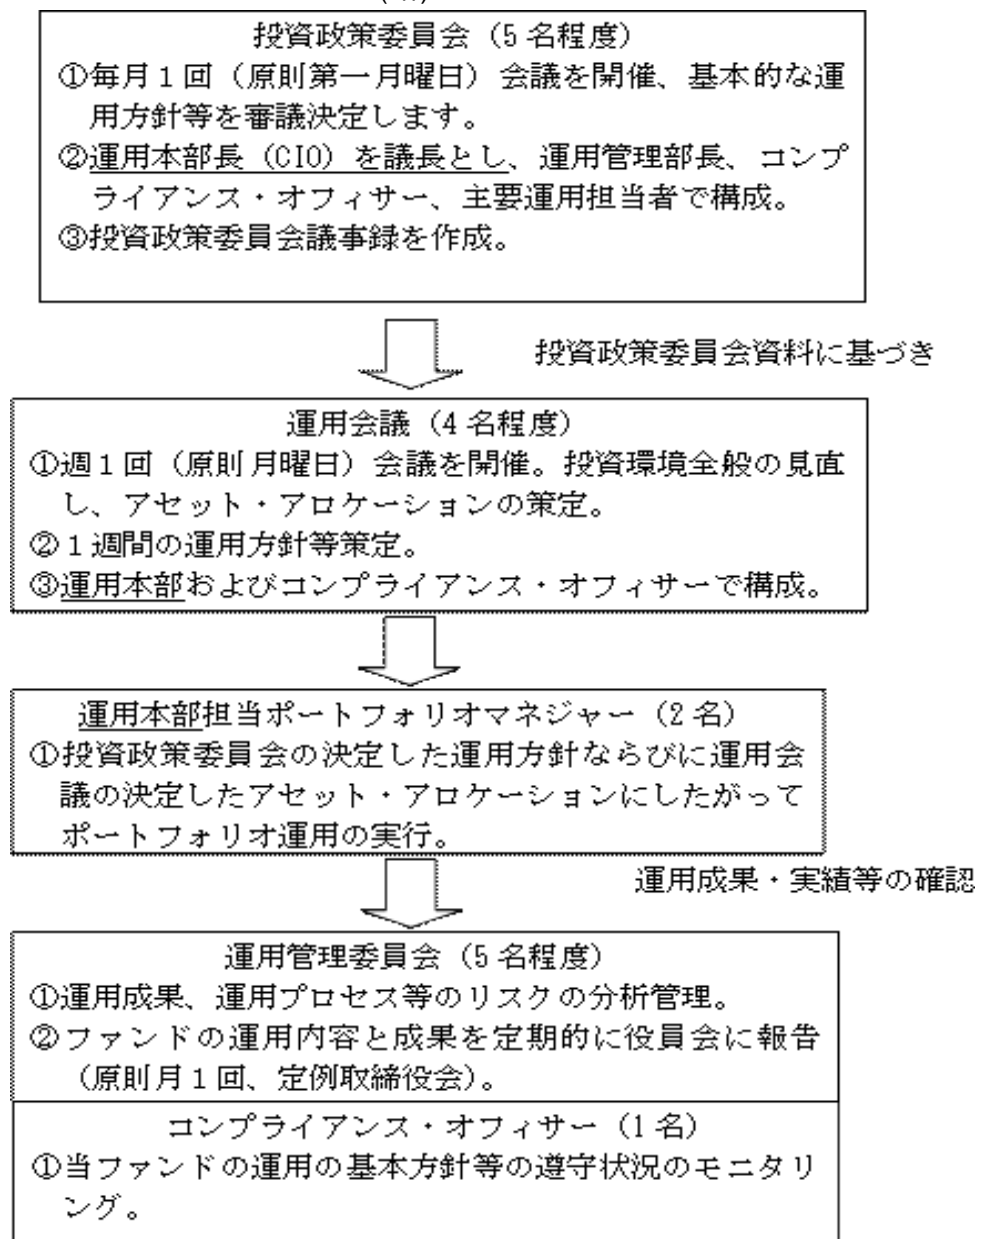 投資政策委員会（5 名程度）
①毎月１回（原則第一月曜日）会議を開催、基本的な運
用方針等を審議決定します。
②運用本部長（CIO）を議長とし、運用管理部長、コンプ
ライアンス・オフィサー、主要運用担当者で構成。
③投資政策委員会議事録を作成。
投資政策委員会資料に基づき
運用会議（4 名程度）
①週１回（原則月曜日）会議を開催。投資環境全般の見直
し、アセット・アロケーションの策定。
②１週間の運用方針等策定。
③運用本部およびコンプライアンス・オフィサーで構成。
運用本部担当ポートフォリオマネジャー（2 名）
①投資政策委員会の決定した運用方針ならびに運用会
議の決定したアセット・アロケーションにしたがって
ポートフォリオ運用の実行。
運用成果・実績等の確認
運用管理委員会（5 名程度）
①運用成果、運用プロセス等のリスクの分析管理。
②ファンドの運用内容と成果を定期的に役員会に報告
（原則月１回、定例取締役会）。
コンプライアンス・オフィサー（1 名）
①当ファンドの運用の基本方針等の遵守状況のモニタリ
ング。